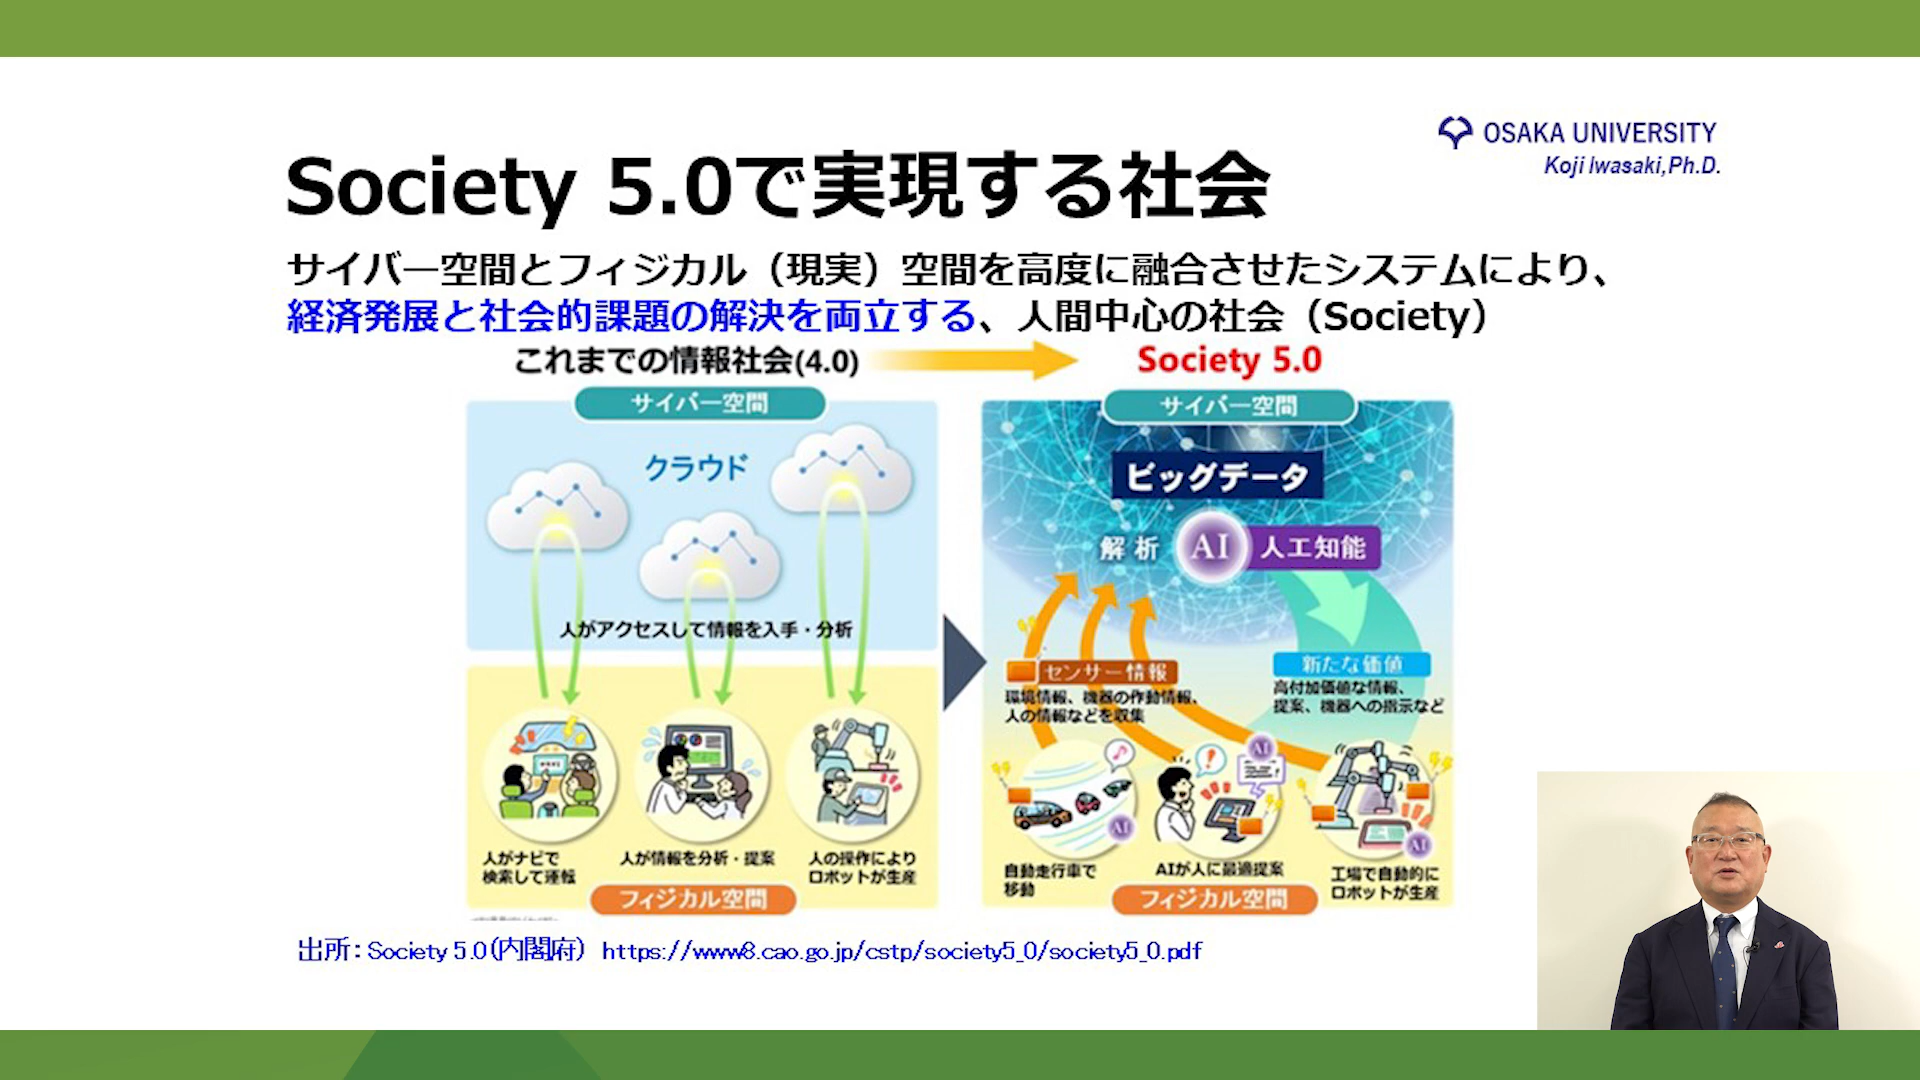 OSAKA UNIVERSITY
Koji Iwasaki,Ph.D.
Society 5.0で実現する社会
サイバー空間とフィジカル（現実）空間を高度に融合させたシステムにより、
経済発展と社会的課題の解決を両立する、人間中心の社会（Society）
これまでの情報社会(4.0)
サイバー空間
クラウド
人がアクセスして情報を入手・分析
人がナビで
検索して運転
人が情報を分析・提案
人の操作により
ロボットが生産
フィジカル空間
Society 5.0
サイバー空間
ビッグデータ
解析 AI 人工知能
センサー情報
環境情報、機器の作動情報、
人の情報などを収集
新たな価値
高付加価値な情報、
提案、機器への指示など
AI
AI
AI
自動走行車で
移動
AIが人に最適提案
工場で自動的に
ロボットが生産
フィジカル空間
出所：Society 5.0(内閣府） https://www8.cao.go.jp/cstp/society5_0/society5_0.pdf